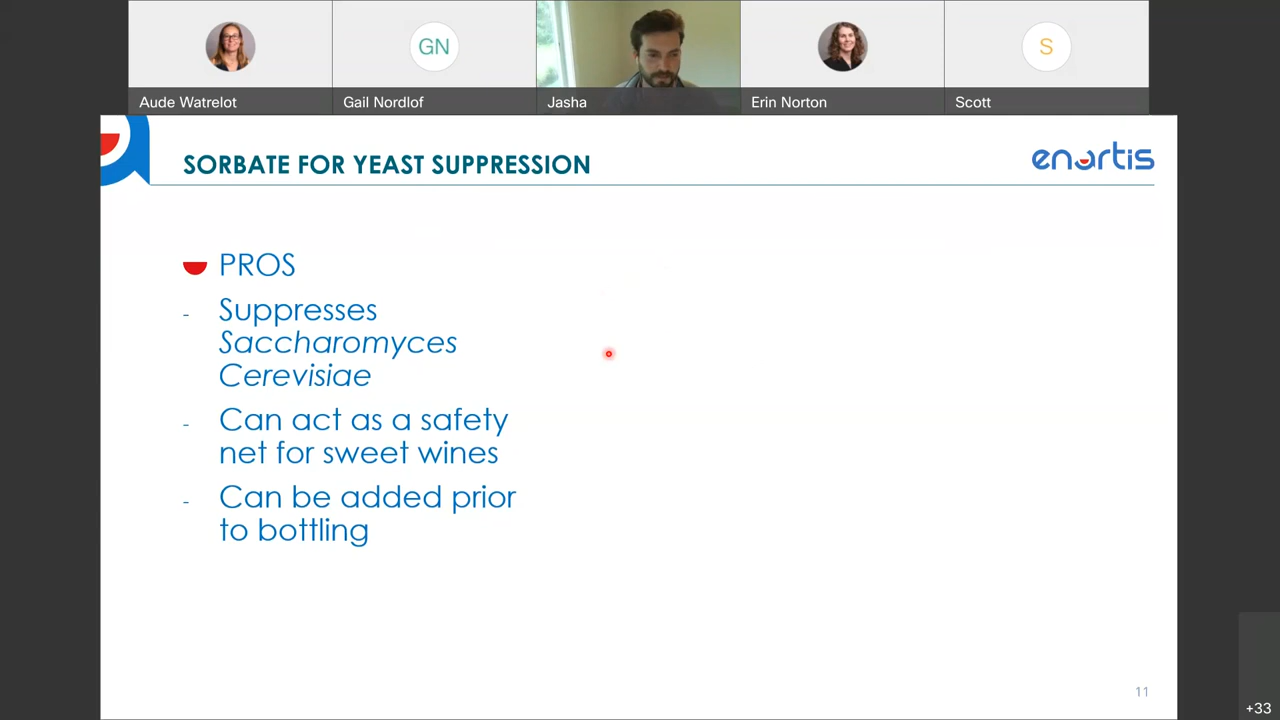 GN
S
Aude Watrelot
Gail Nordlof
Jasha
Erin Norton
Scott
SORBATE FOR YEAST SUPPRESSION
enartis
PROS
- Suppresses
Saccharomyces
Cerevisiae
- Can act as a safety
net for sweet wines
- Can be added prior
to bottling
11
+33